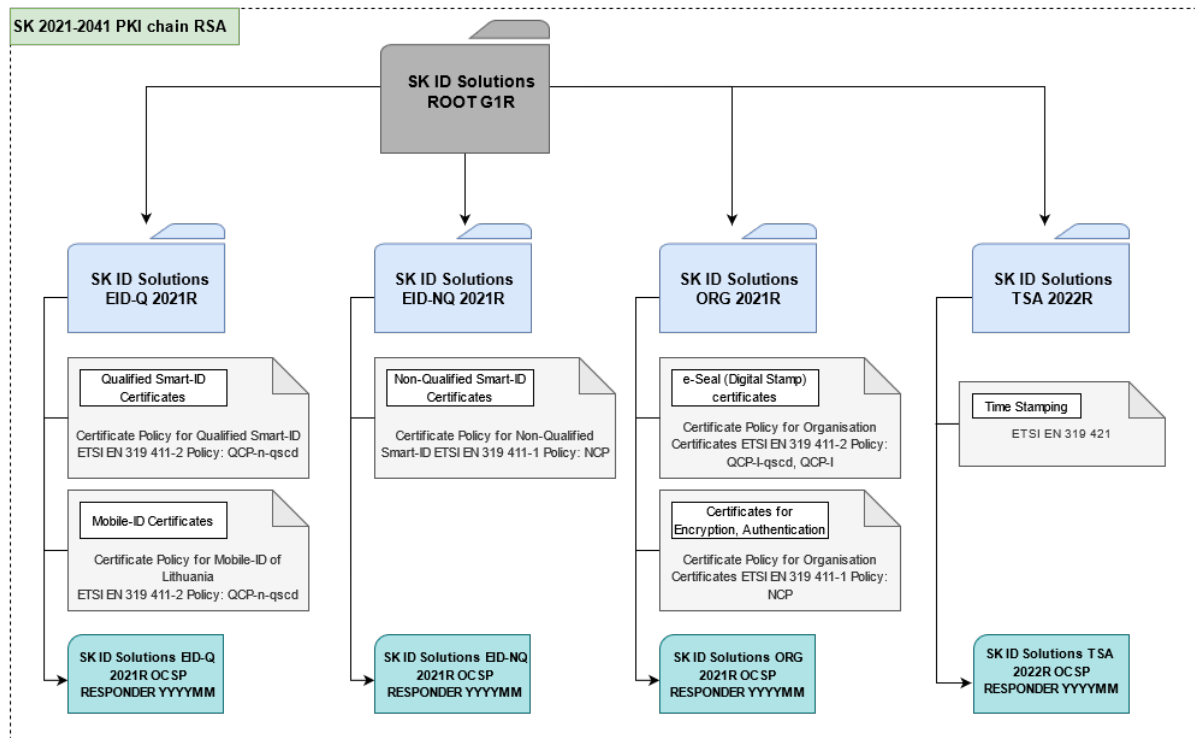 SK 2021-2041 PKI chain RSA
SK ID Solutions
ROOT G1R
SK ID Solutions
EID-Q 2021R
SK ID Solutions
EID-NQ 2021R
SK ID Solutions
ORG 2021R
SK ID Solutions
TSA 2022R
Qualified Smart-ID
Certificates
Certificate Policy for Qualified Smart-ID
ETSI EN 319 411-2 Policy: QCP-n-qscd
Non-Qualified Smart-ID
Certificates
Certificate Policy for Non-Qualified
Smart-ID ETSI EN 319 411-1 Policy: NCP
e-Seal (Digital Stamp)
certificates
Certificate Policy for Organisation
Certificates ETSI EN 319 411-2 Policy:
QCP-l-qscd, QCP-l
Time Stamping
ETSI EN 319 421
Mobile-ID Certificates
Certificate Policy for Mobile-ID of
Lithuania
ETSI EN 319 411-2 Policy: QCP-n-qscd
Certificates for
Encryption, Authentication
Certificate Policy for Organisation
Certificates ETSI EN 319 411-1 Policy:
NCP
SK ID Solutions EID-Q
2021R OCSP
RESPONDER YYYYMM
SK ID Solutions EID-NQ
2021R OCSP
RESPONDER YYYYMM
SK ID Solutions ORG
2021R OCSP
RESPONDER YYYYMM
SK ID Solutions TSA
2022R OCSP
RESPONDER YYYYMM